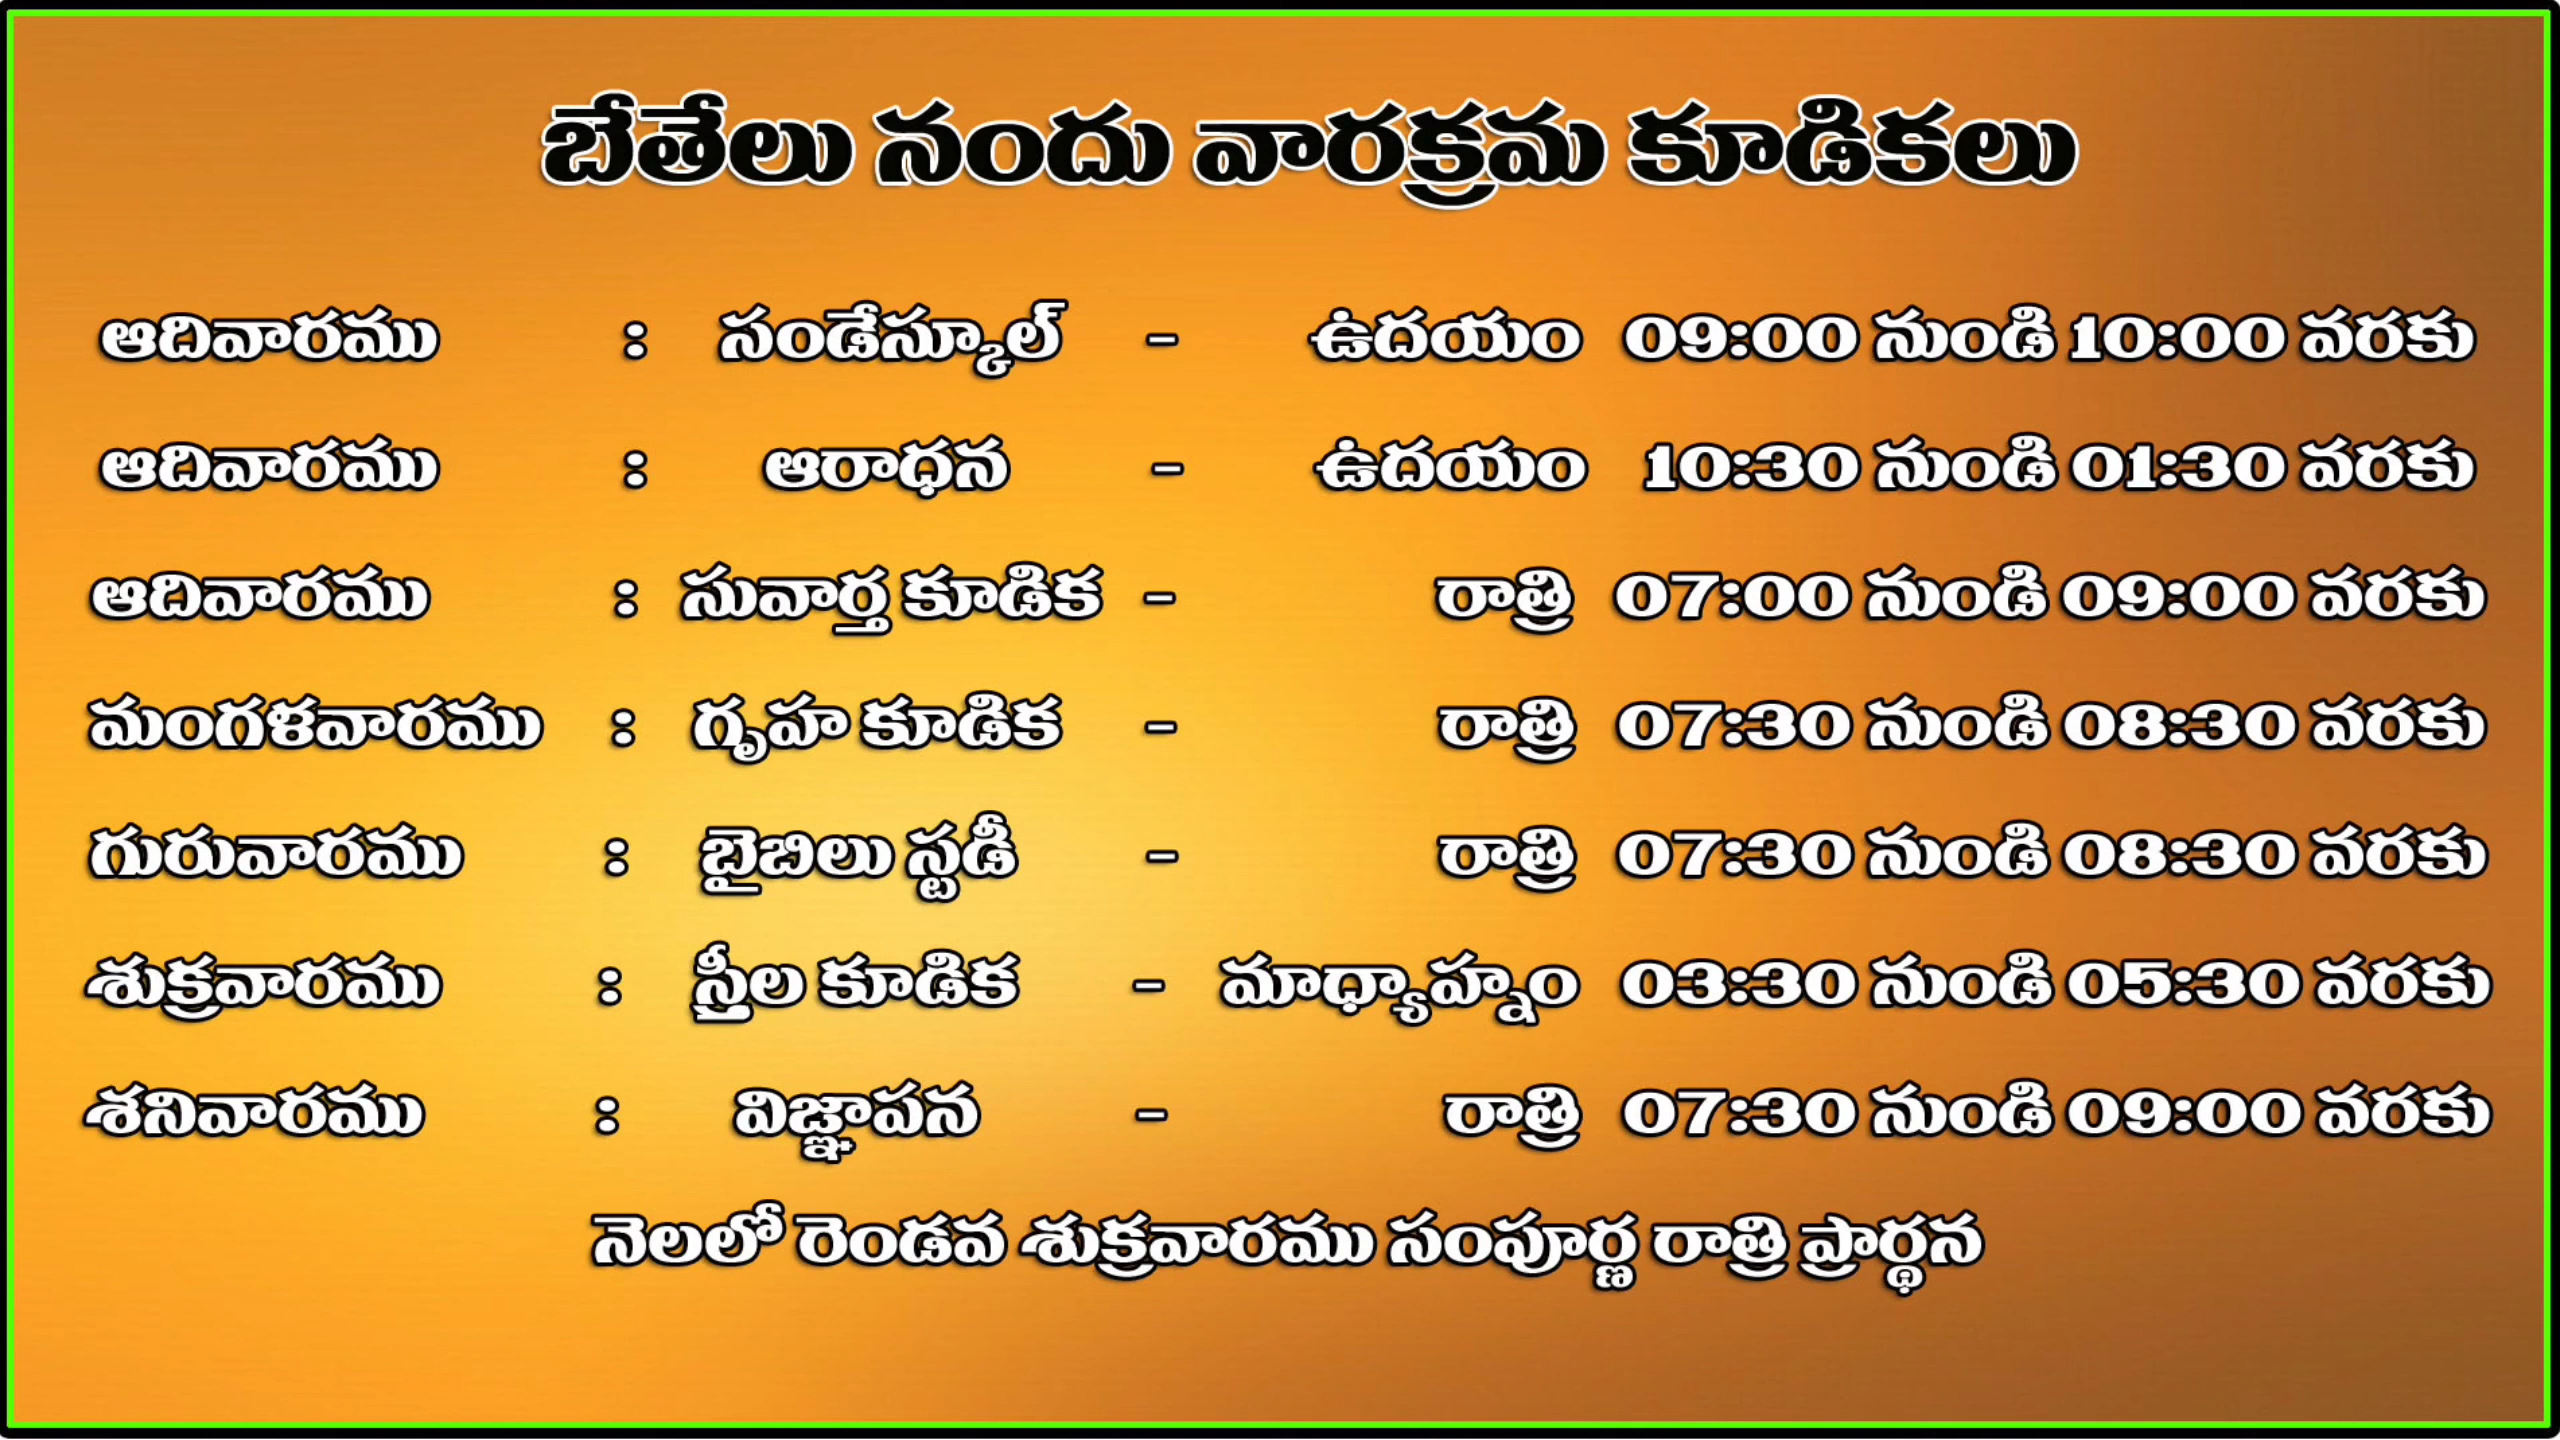 బేతేలు నందు వారక్రమ కూడికలు
ఆదివారము : సండేస్కూల్ - ఉదయం 09:00 నుండి 10:00 వరకు
ఆదివారము : ఆరాధన - ఉదయం 10:30 నుండి 01:30 వరకు
ఆదివారము : సువార్త కూడిక - రాత్రి 07:00 నుండి 09:00 వరకు
మంగళవారము : గృహ కూడిక - రాత్రి 07:30 నుండి 08:30 వరకు
గురువారము : బైబిలు స్టడీ - రాత్రి 07:30 నుండి 08:30 వరకు
శుక్రవారము : స్త్రీల కూడిక - మాధ్యాహ్నం 03:30 నుండి 05:30 వరకు
శనివారము : విజ్ఞాపన - రాత్రి 07:30 నుండి 09:00 వరకు
నెలలో రెండవ శుక్రవారము సంపూర్ణ రాత్రి ప్రార్థన